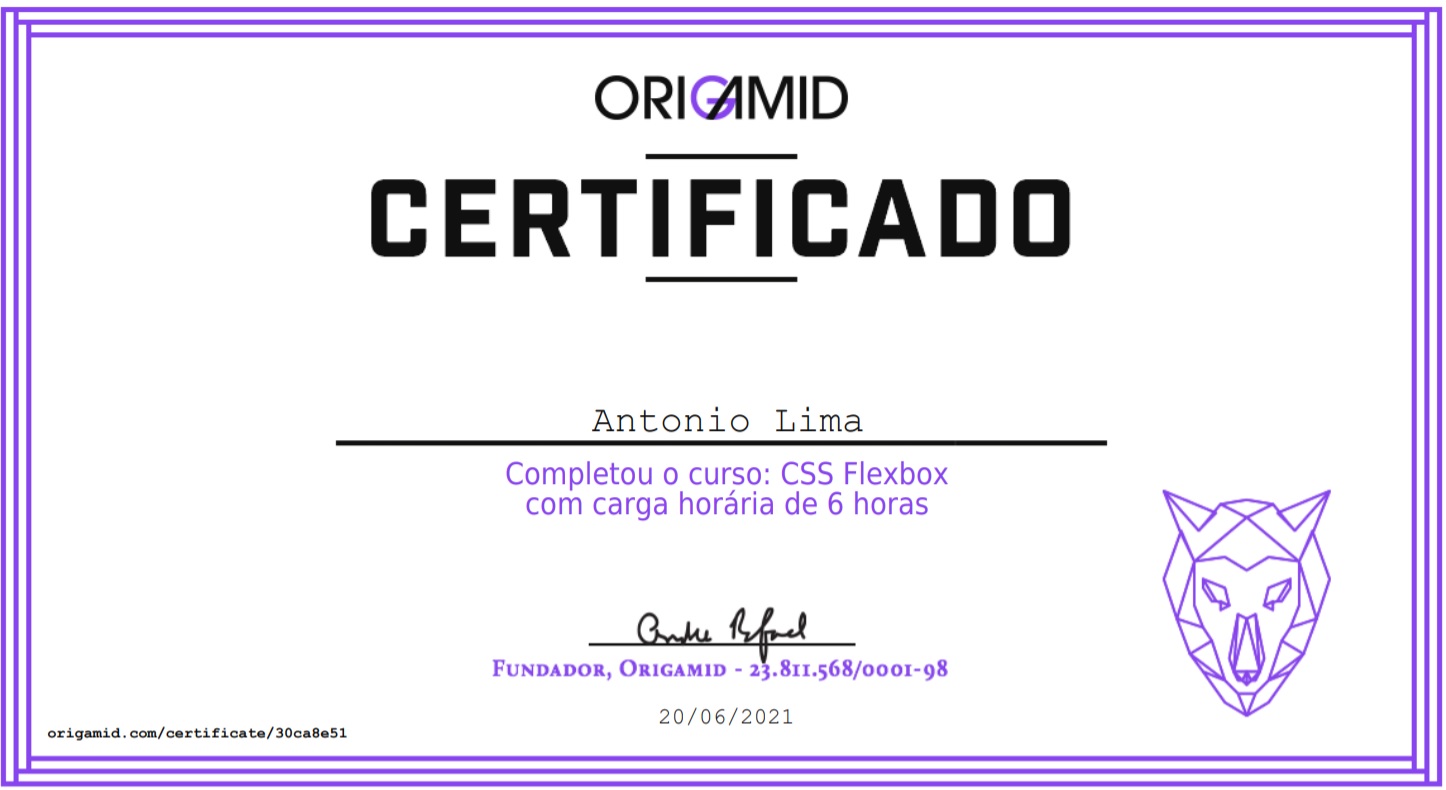 ORIGAMID
CERTIFICADO
Antonio Lima
Completou o curso: CSS Flexbox
com carga horária de 6 horas
Andre Rafael
Fundador, Origamid - 23.811.568/0001-98
20/06/2021
origamid.com/certificate/30ca8e51